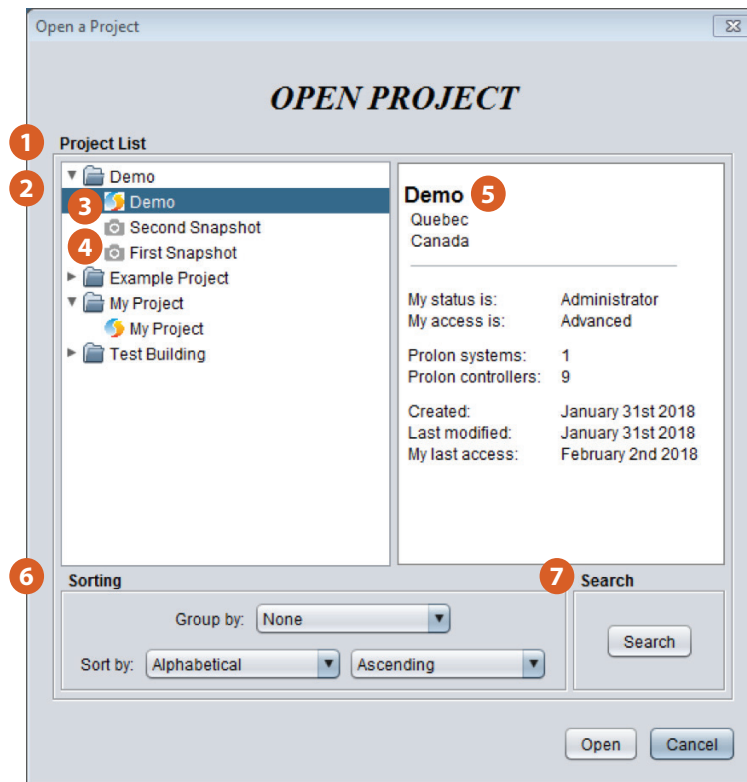 Open a Project
OPEN PROJECT
1 Project List
2 Demo
3 Demo
Second Snapshot
4 First Snapshot
Example Project
My Project
My Project
Test Building
Demo 5
Quebec
Canada
My status is: Administrator
My access is: Advanced
Prolon systems: 1
Prolon controllers: 9
Created: January 31st 2018
Last modified: January 31st 2018
My last access: February 2nd 2018
6 Sorting
Group by: None
Sort by: Alphabetical Ascending
7 Search
Search
Open Cancel